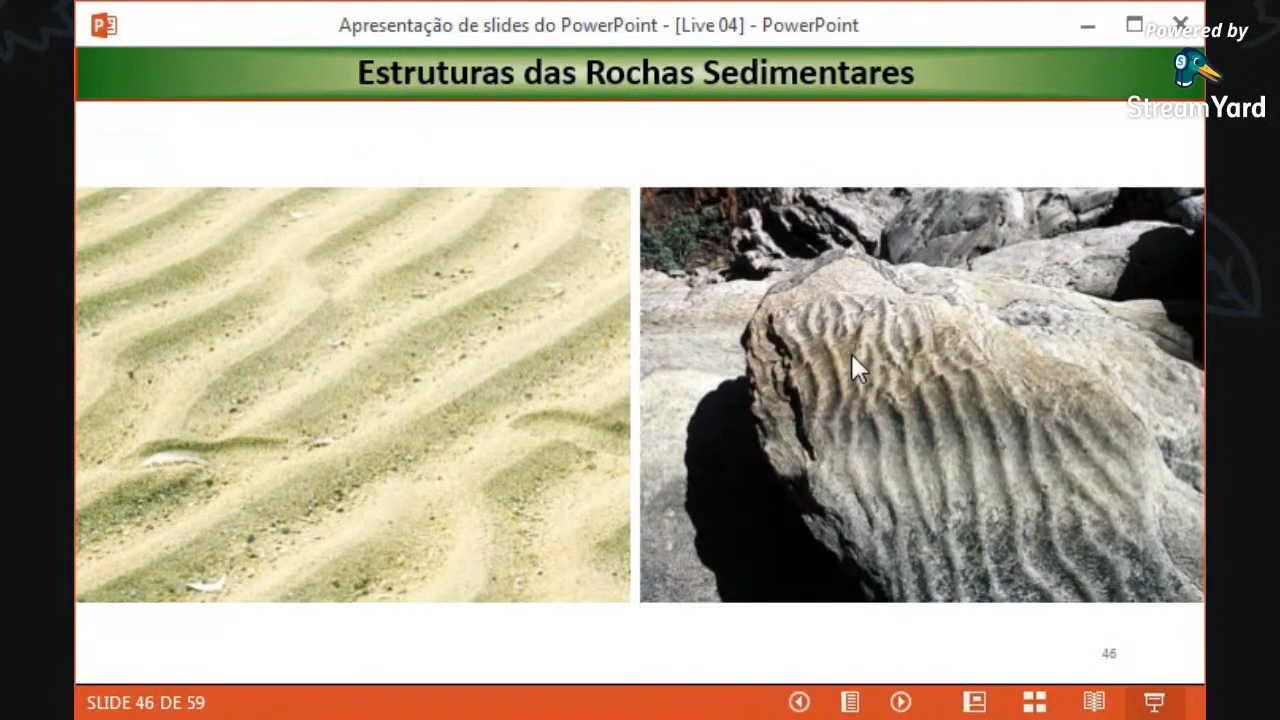 Apresentação de slides do PowerPoint - [Live 04] - PowerPoint
Powered by
StreamYard
Estruturas das Rochas Sedimentares
46
SLIDE 46 DE 59